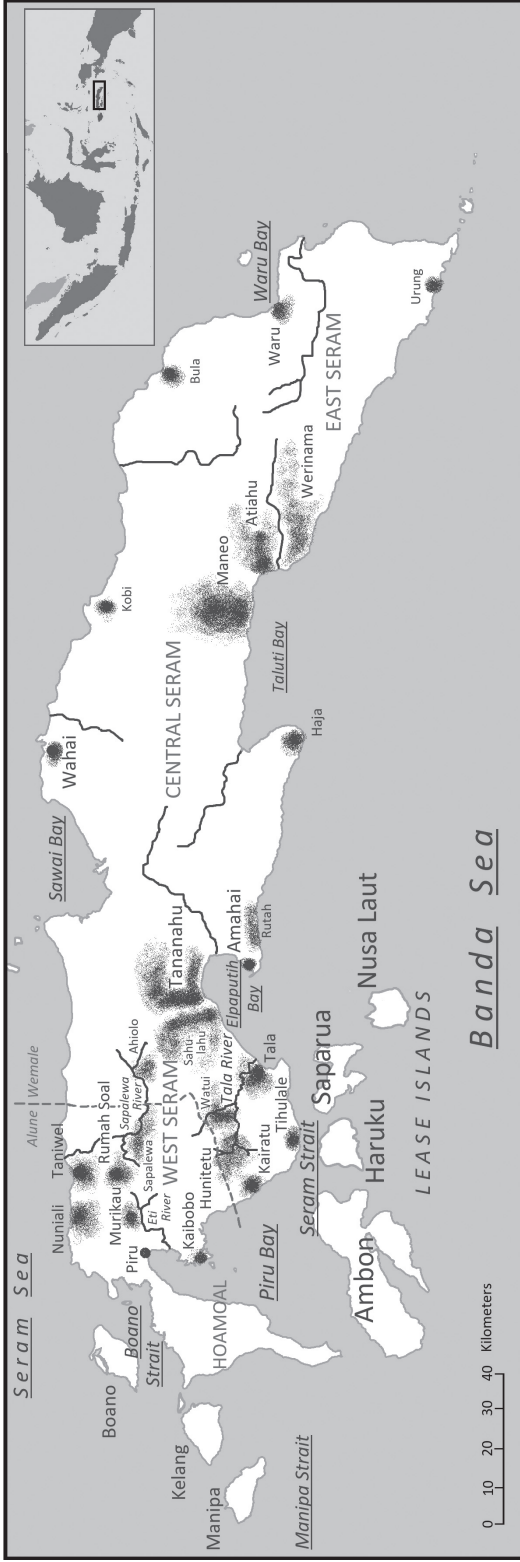 Seram Sea
Boano
Boano
Strait
Kelang
Manipa
Manipa Strait
HOAMOAL
Piru
Kaibobo
Piru Bay
Nuniali
Taniwel
Murikau
Rumah Soal
Eti
River
Sapalewa
Sapalewa
River
Alune
Wemale
Ahiolo
WEST SERAM
Hunitetu
Watui
Sahu-
lahu
Tala River
Tala
Kairatu
Tihulale
Seram Strait
Tananahu
Elpaputih
Bay
Amahai
Rutah
Sawai Bay
Wahai
CENTRAL SERAM
Kobi
Haja
Taluti Bay
Maneo
Atiahu
Werinama
Bula
Waru
Waru Bay
EAST SERAM
Urung
Ambon
Haruku
Saparua
Nusa Laut
LEASE ISLANDS
Banda Sea
0 10 20 30 40 Kilometers